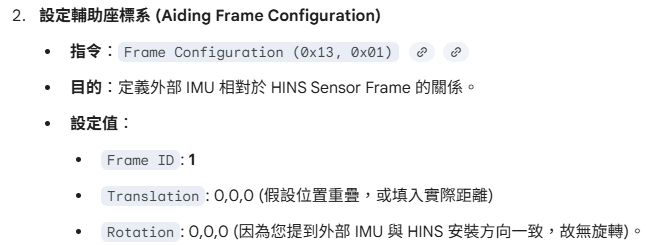 2. 設定輔助座標系 (Aiding Frame Configuration)
• 指令：Frame Configuration (0x13, 0x01)
• 目的：定義外部 IMU 相對於 HINS Sensor Frame 的關係。
• 設定值：
• Frame ID: 1
• Translation: 0,0,0 (假設位置重疊，或填入實際距離)
• Rotation: 0,0,0 (因為您提到外部 IMU 與 HINS 安裝方向一致，故無旋轉)。